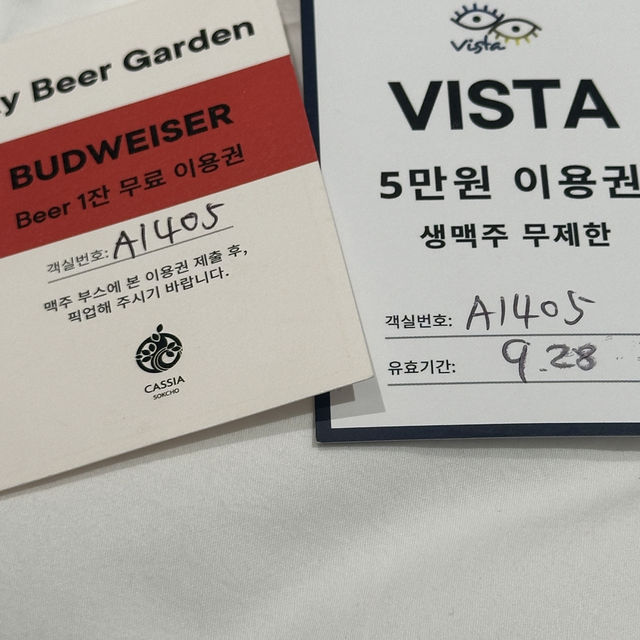 y Beer Garden
BUDWEISER
Beer 1잔 무료 이용권
객실번호: A1405
맥주 부스에 본 이용권 제출 후,
픽업해 주시기 바랍니다.
CASSIA
SOKCHO
Vista
VISTA
5만원 이용권
생맥주 무제한
객실번호: A1405
유효기간: 9.28